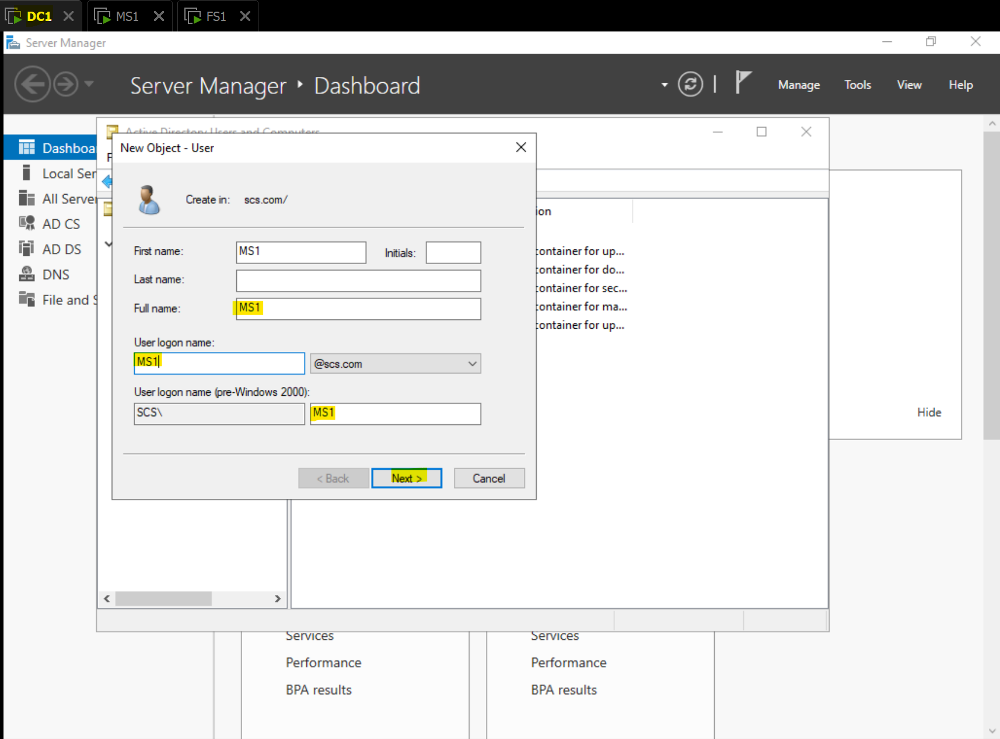 DC1 MS1 FS1
Server Manager
Server Manager Dashboard Manage Tools View Help
Active Directory Users and Computers
New Object - User
Dashboa
F
Local Ser
Create in: scs.com/
All Server
ion
AD CS
First name: MS1 Initials:
container for up...
AD DS
container for do...
DNS
Last name:
container for sec...
File and S
Full name: MS1
container for ma...
container for up...
User logon name:
MS1 @scs.com
User logon name (pre-Windows 2000):
SCS\ MS1
Hide
< Back Next > Cancel
Services Services
Performance Performance
BPA results BPA results